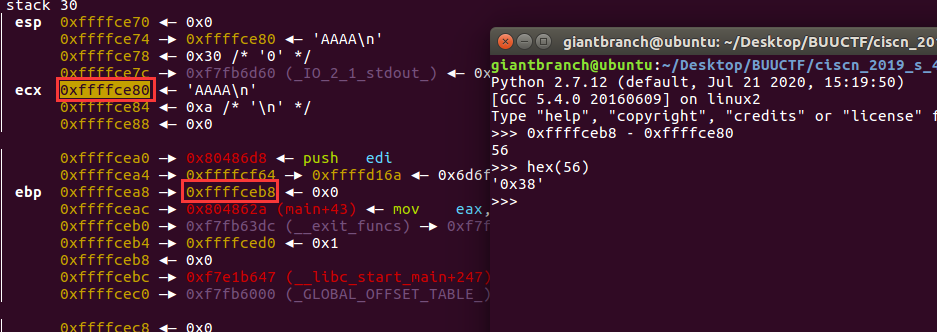 stack 30
esp 0xffffce70 ◂— 0x0
0xffffce74 —▸ 0xffffce80 ◂— 'AAAA\n'
0xffffce78 ◂— 0x30 /* '0' */
0xffffce7c —▸ 0xf7fb6d60 (_IO_2_1_stdout_) ◂— 0x
ecx 0xffffce80 ◂— 'AAAA\n'
0xffffce84 ◂— 0xa /* '\n' */
0xffffce88 ◂— 0x0
0xffffcea0 —▸ 0x80486d8 ◂— push edi
0xffffcea4 —▸ 0xffffcf64 —▸ 0xffffd16a ◂— 0x6d6f
ebp 0xffffcea8 —▸ 0xffffceb8 ◂— 0x0
0xffffceac —▸ 0x804862a (main+43) ◂— mov eax,
0xffffceb0 —▸ 0xf7fb63dc (__exit_funcs) —▸ 0xf7f
0xffffceb4 —▸ 0xffffced0 ◂— 0x1
0xffffceb8 ◂— 0x0
0xffffcebc —▸ 0xf7e1b647 (__libc_start_main+247)
0xffffcec0 —▸ 0xf7fb6000 (_GLOBAL_OFFSET_TABLE_)
0xffffcec8 ◂— 0x0
giantbranch@ubuntu: ~/Desktop/BUUCTF/ciscn_2019
giantbranch@ubuntu:~/Desktop/BUUCTF/ciscn_2019_s_4
Python 2.7.12 (default, Jul 21 2020, 15:19:50)
[GCC 5.4.0 20160609] on linux2
Type "help", "copyright", "credits" or "license" f
>>> 0xffffceb8 - 0xffffce80
56
>>> hex(56)
'0x38'
>>>